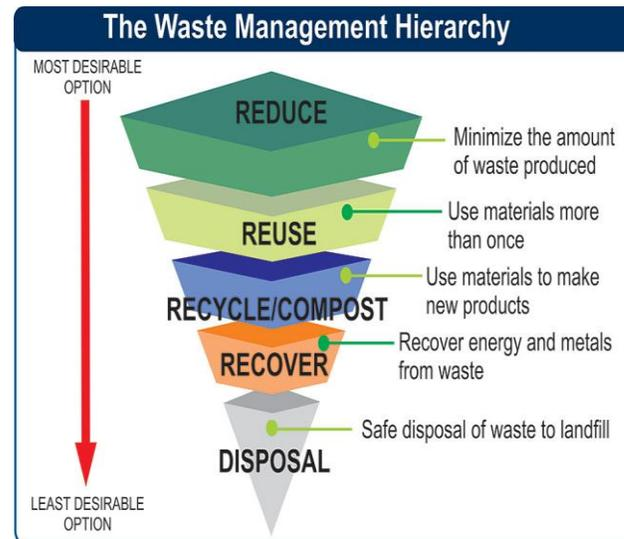 The Waste Management Hierarchy
MOST DESIRABLE
OPTION
REDUCE
Minimize the amount
of waste produced
REUSE
Use materials more
than once
RECYCLE/COMPOST
Use materials to make
new products
RECOVER
Recover energy and metals
from waste
DISPOSAL
Safe disposal of waste to landfill
LEAST DESIRABLE
OPTION